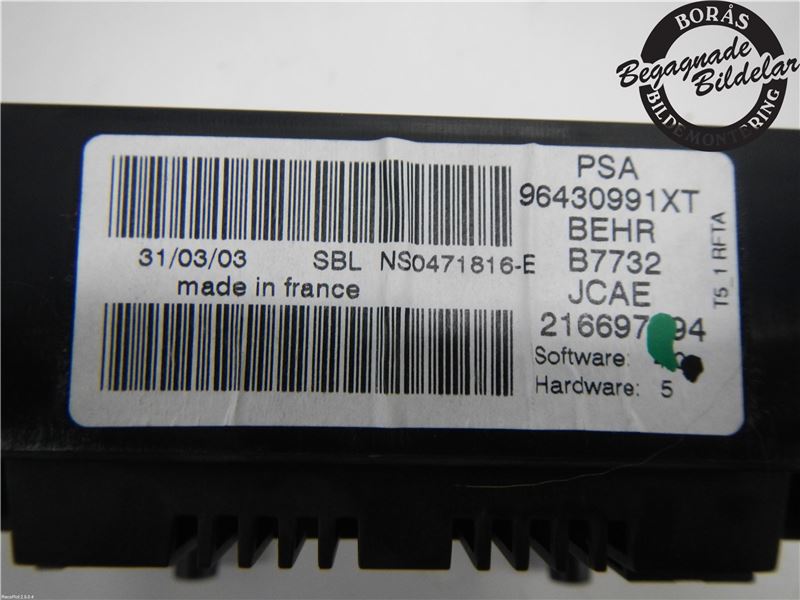 BORÅS
Begagnade
Bildelar
BILDEMONTERING
PSA
96430991XT
BEHR
B7732
JCAE
Software:
Hardware: 5
T5_1 RFTA
31/03/03 SBL NS0471816-E
made in france